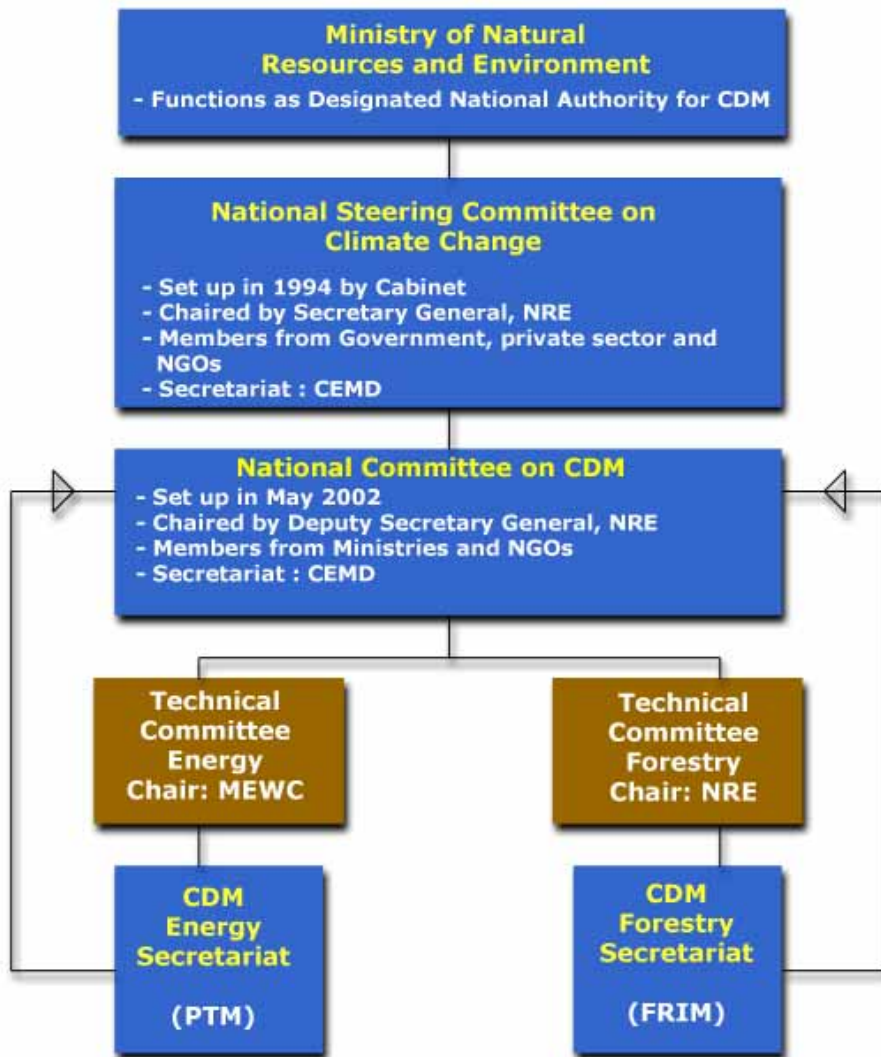 Ministry of Natural
Resources and Environment
- Functions as Designated National Authority for CDM
National Steering Committee on
Climate Change
- Set up in 1994 by Cabinet
- Chaired by Secretary General, NRE
- Members from Government, private sector and
NGOs
- Secretariat : CEMD
National Committee on CDM
- Set up in May 2002
- Chaired by Deputy Secretary General, NRE
- Members from Ministries and NGOs
- Secretariat : CEMD
Technical
Committee
Energy
Chair: MEWC
Technical
Committee
Forestry
Chair: NRE
CDM
Energy
Secretariat
(PTM)
CDM
Forestry
Secretariat
(FRIM)